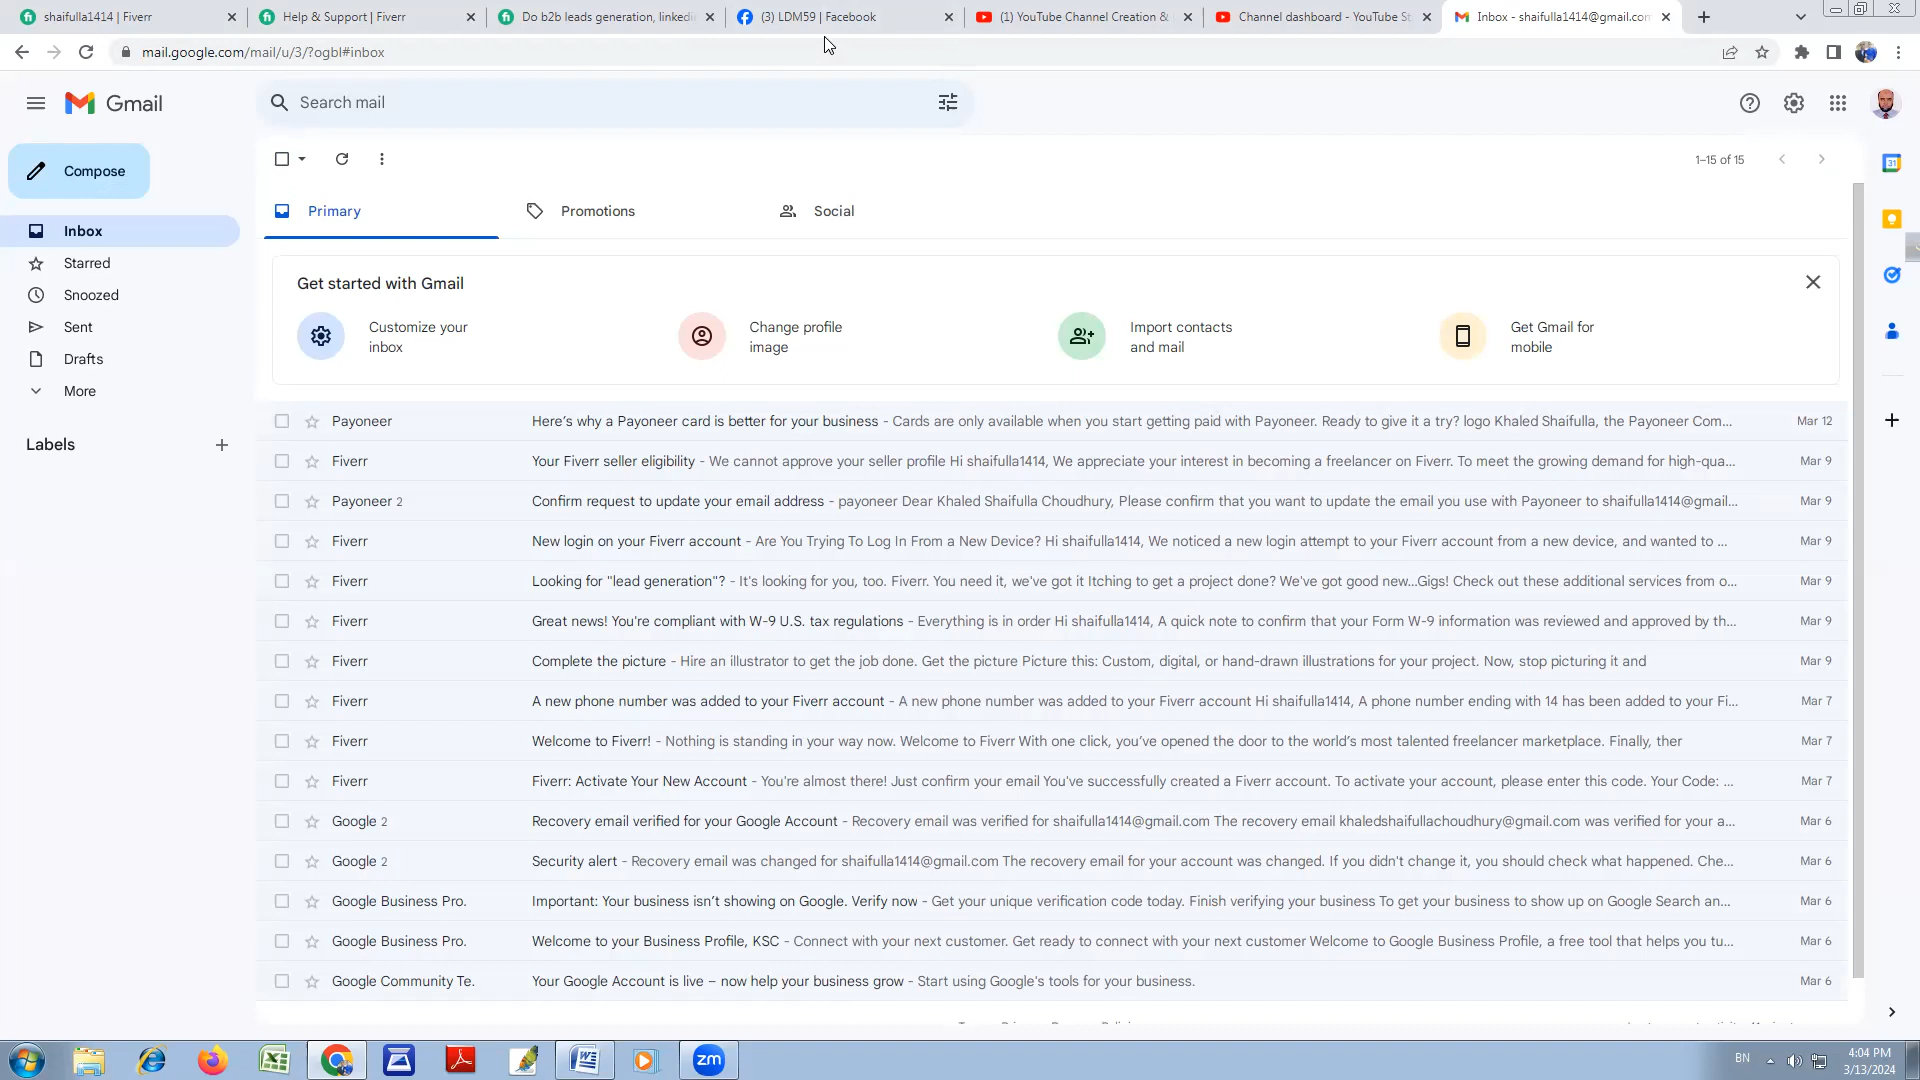 shaifulla1414 | Fiverr
Help & Support | Fiverr
Do b2b leads generation, linkedi
(3) LDM59 | Facebook
(1) YouTube Channel Creation &
Channel dashboard - YouTube St
Inbox - shaifulla1414@gmail.com
mail.google.com/mail/u/3/?ogbl#inbox
Gmail
Search mail
Compose
1–15 of 15
Primary
Promotions
Social
Inbox
Starred
Snoozed
Sent
Drafts
More
Labels
Get started with Gmail
Customize your
inbox
Change profile
image
Import contacts
and mail
Get Gmail for
mobile
31
Payoneer Here's why a Payoneer card is better for your business - Cards are only available when you start getting paid with Payoneer. Ready to give it a try? logo Khaled Shaifulla, the Payoneer Com... Mar 12
Fiverr Your Fiverr seller eligibility - We cannot approve your seller profile Hi shaifulla1414, We appreciate your interest in becoming a freelancer on Fiverr. To meet the growing demand for high-qua... Mar 9
Payoneer 2 Confirm request to update your email address - payoneer Dear Khaled Shaifulla Choudhury, Please confirm that you want to update the email you use with Payoneer to shaifulla1414@gmail... Mar 9
Fiverr New login on your Fiverr account - Are You Trying To Log In From a New Device? Hi shaifulla1414, We noticed a new login attempt to your Fiverr account from a new device, and wanted to ... Mar 9
Fiverr Looking for "lead generation"? - It's looking for you, too. Fiverr. You need it, we've got it Itching to get a project done? We've got good new...Gigs! Check out these additional services from o... Mar 9
Fiverr Great news! You're compliant with W-9 U.S. tax regulations - Everything is in order Hi shaifulla1414, A quick note to confirm that your Form W-9 information was reviewed and approved by th... Mar 9
Fiverr Complete the picture - Hire an illustrator to get the job done. Get the picture Picture this: Custom, digital, or hand-drawn illustrations for your project. Now, stop picturing it and Mar 9
Fiverr A new phone number was added to your Fiverr account - A new phone number was added to your Fiverr account Hi shaifulla1414, A phone number ending with 14 has been added to your Fi... Mar 7
Fiverr Welcome to Fiverr! - Nothing is standing in your way now. Welcome to Fiverr With one click, you've opened the door to the world's most talented freelancer marketplace. Finally, ther Mar 7
Fiverr Fiverr: Activate Your New Account - You're almost there! Just confirm your email You've successfully created a Fiverr account. To activate your account, please enter this code. Your Code: ... Mar 7
Google 2 Recovery email verified for your Google Account - Recovery email was verified for shaifulla1414@gmail.com The recovery email khaledshaifullachoudhury@gmail.com was verified for your a... Mar 6
Google 2 Security alert - Recovery email was changed for shaifulla1414@gmail.com The recovery email for your account was changed. If you didn't change it, you should check what happened. Che... Mar 6
Google Business Pro. Important: Your business isn't showing on Google. Verify now - Get your unique verification code today. Finish verifying your business To get your business to show up on Google Search an... Mar 6
Google Business Pro. Welcome to your Business Profile, KSC - Connect with your next customer. Get ready to connect with your next customer Welcome to Google Business Profile, a free tool that helps you tu... Mar 6
Google Community Te. Your Google Account is live – now help your business grow - Start using Google's tools for your business. Mar 6
zm
BN
4:04 PM
3/13/2024